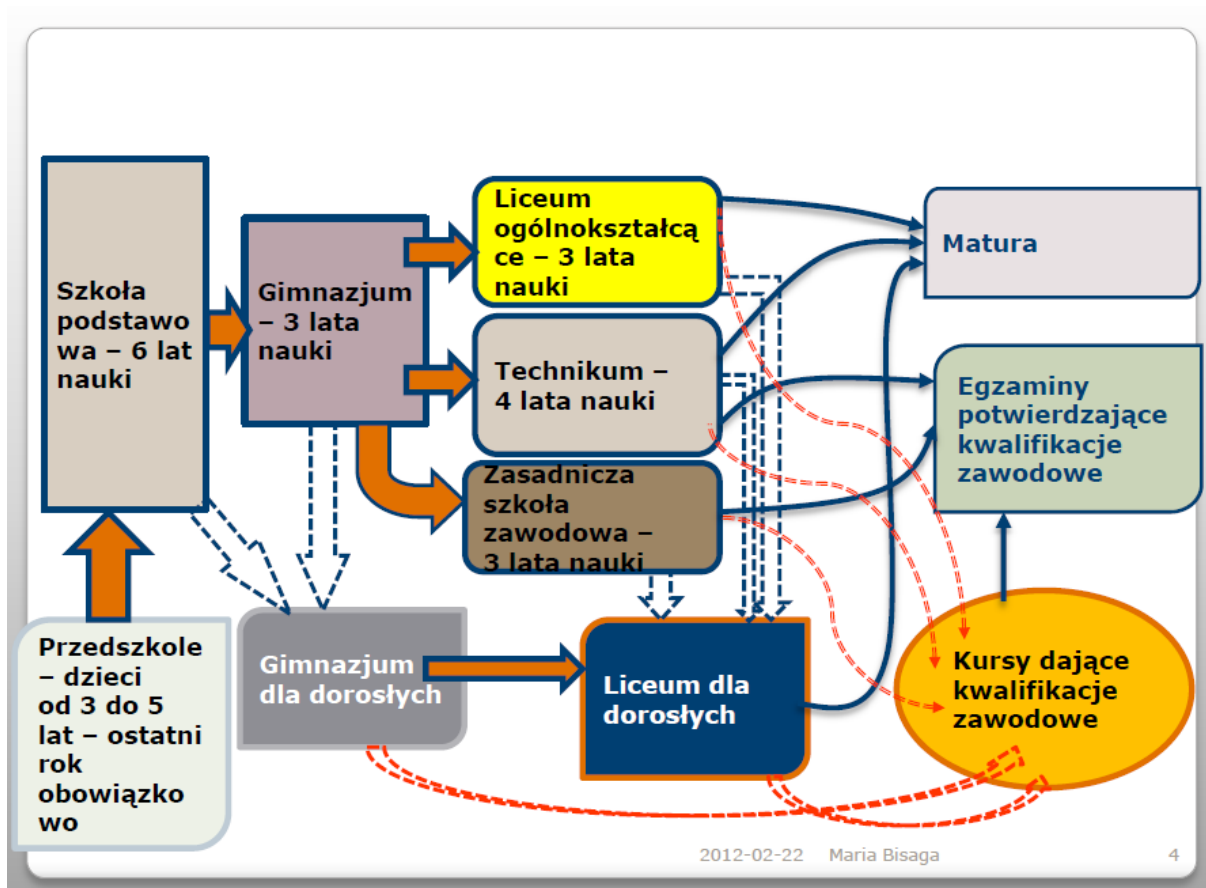 Szkoła
podstawo
wa – 6 lat
nauki
Gimnazjum
– 3 lata
nauki
Liceum
ogólnokształcą
ce – 3 lata
nauki
Technikum –
4 lata nauki
Zasadnicza
szkoła
zawodowa –
3 lata nauki
Matura
Egzaminy
potwierdzające
kwalifikacje
zawodowe
Przedszkole
– dzieci
od 3 do 5
lat – ostatni
rok
obowiązko
wo
Gimnazjum
dla dorosłych
Liceum dla
dorosłych
Kursy dające
kwalifikacje
zawodowe
2012-02-22 Maria Bisaga 4